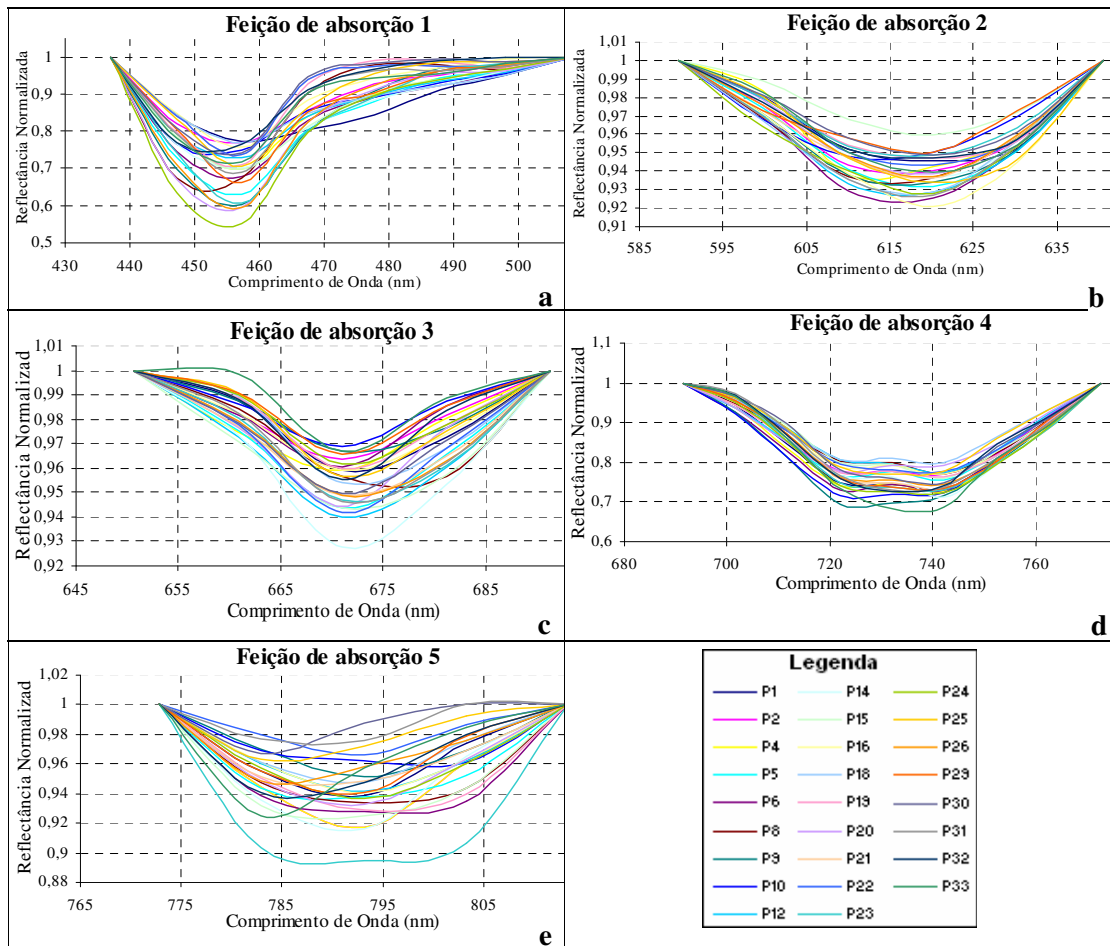 Feição de absorção 1
Reflectância Normalizada
1
0,9
0,8
0,7
0,6
0,5
430 440 450 460 470 480 490 500
Comprimento de Onda (nm)
a
Feição de absorção 2
Reflectância Normalizada
1,01
1
0,99
0,98
0,97
0,96
0,95
0,94
0,93
0,92
0,91
585 595 605 615 625 635
Comprimento de Onda (nm)
b
Feição de absorção 3
Reflectância Normalizad
1,01
1
0,99
0,98
0,97
0,96
0,95
0,94
0,93
0,92
645 655 665 675 685
Comprimento de Onda (nm)
c
Feição de absorção 4
Reflectância Normalizad
1,1
1
0,9
0,8
0,7
0,6
680 700 720 740 760
Comprimento de Onda (nm)
d
Feição de absorção 5
Reflectância Normalizad
1,02
1
0,98
0,96
0,94
0,92
0,9
0,88
765 775 785 795 805
Comprimento de Onda (nm)
e
Legenda
P1 P14 P24
P2 P15 P25
P4 P16 P26
P5 P18 P29
P6 P19 P30
P8 P20 P31
P9 P21 P32
P10 P22 P33
P12 P23